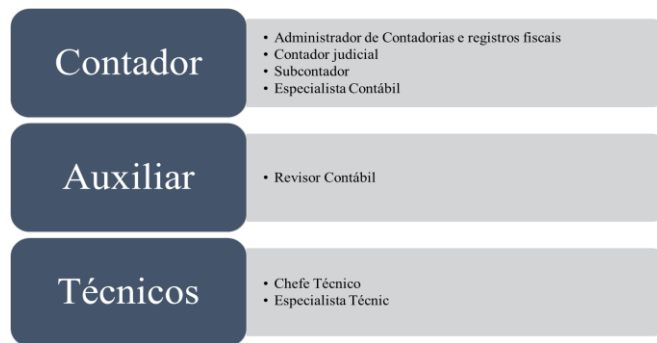 Contador
• Administrador de Contadorias e registros fiscais
• Contador judicial
• Subcontador
• Especialista Contábil
Auxiliar
• Revisor Contábil
Técnicos
• Chefe Técnico
• Especialista Técnic